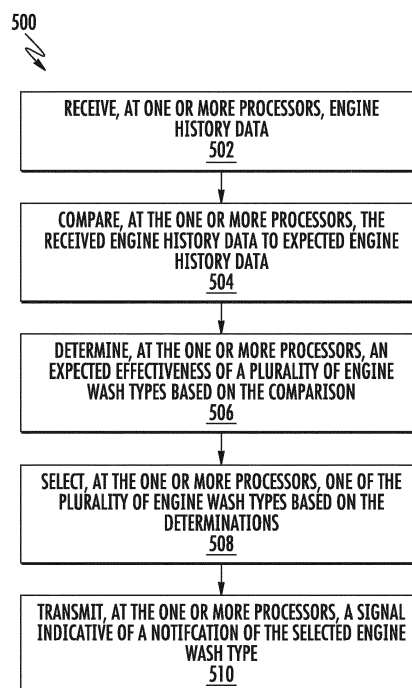 500
RECEIVE, AT ONE OR MORE PROCESSORS, ENGINE
HISTORY DATA
502
COMPARE, AT THE ONE OR MORE PROCESSORS, THE
RECEIVED ENGINE HISTORY DATA TO EXPECTED ENGINE
HISTORY DATA
504
DETERMINE, AT THE ONE OR MORE PROCESSORS, AN
EXPECTED EFFECTIVENESS OF A PLURALITY OF ENGINE
WASH TYPES BASED ON THE COMPARISON
506
SELECT, AT THE ONE OR MORE PROCESSORS, ONE OF THE
PLURALITY OF ENGINE WASH TYPES BASED ON THE
DETERMINATIONS
508
TRANSMIT, AT THE ONE OR MORE PROCESSORS, A SIGNAL
INDICATIVE OF A NOTIFCATION OF THE SELECTED ENGINE
WASH TYPE
510